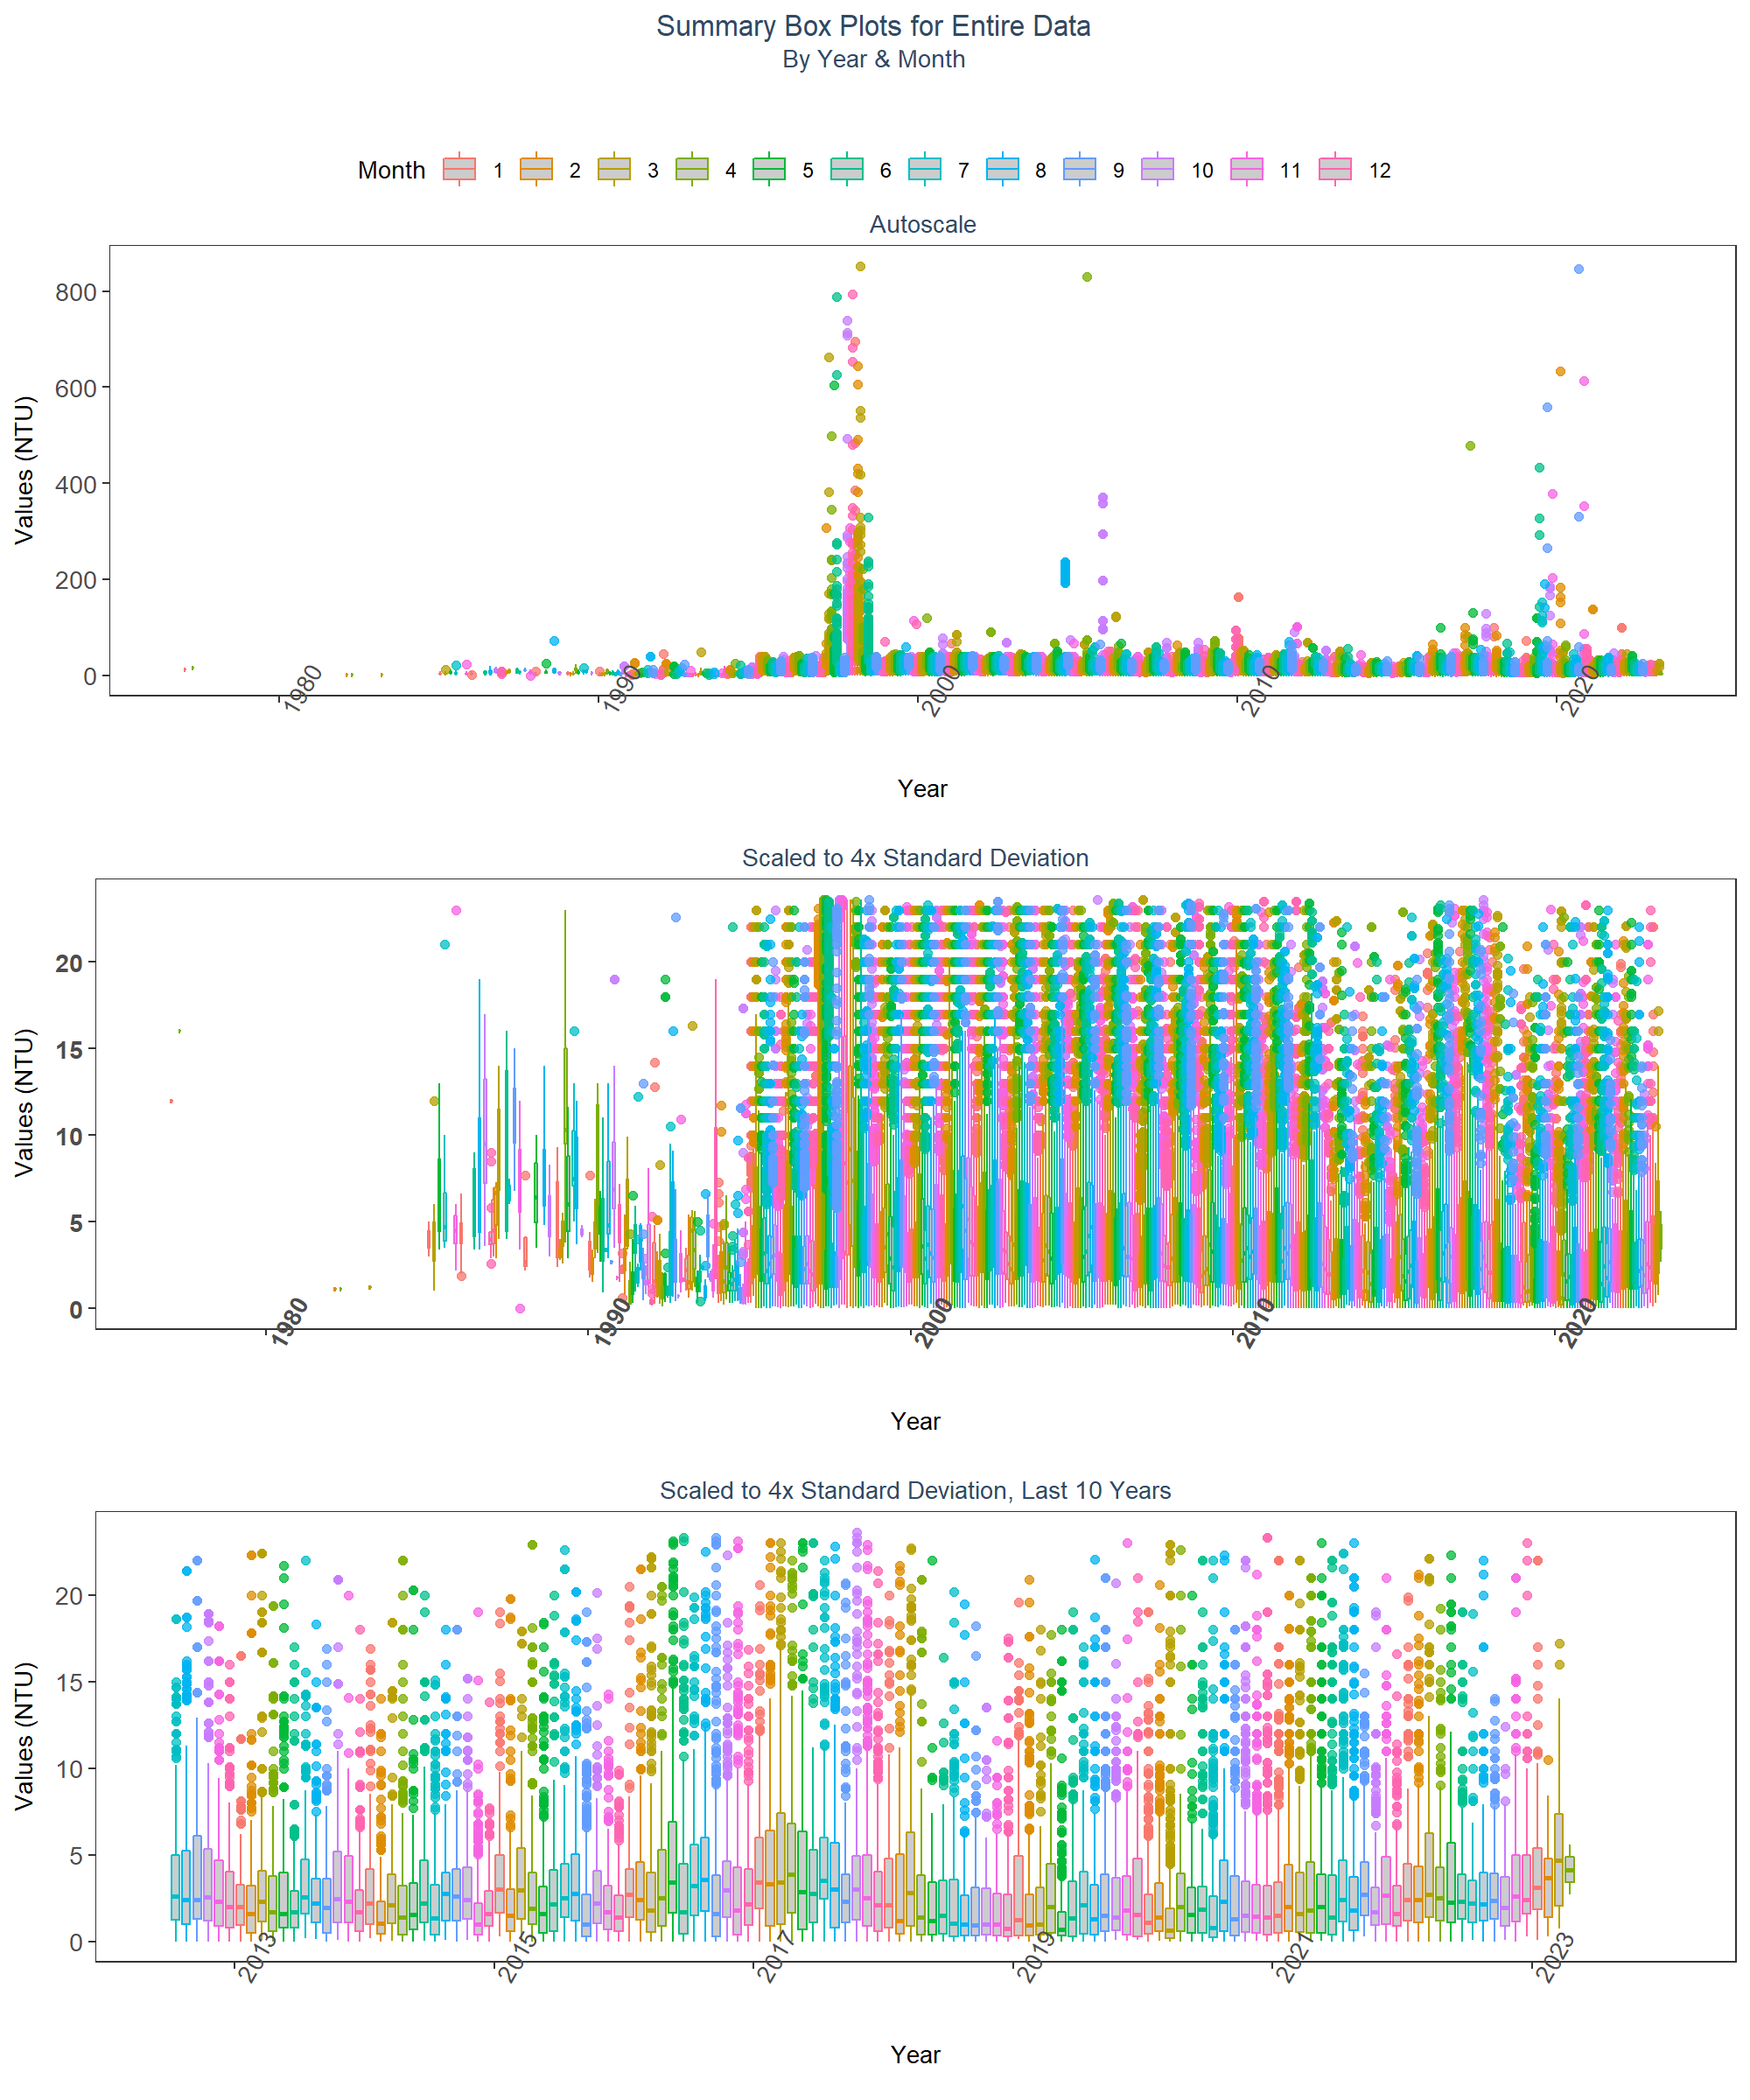 Summary Box Plots for Entire Data
By Year & Month
Month 1 2 3 4 5 6 7 8 9 10 11 12
Autoscale
Values (NTU)
800
600
400
200
0
1980 1990 2000 2010 2020
Year
Scaled to 4x Standard Deviation
Values (NTU)
20
15
10
5
0
1980 1990 2000 2010 2020
Year
Scaled to 4x Standard Deviation, Last 10 Years
Values (NTU)
20
15
10
5
0
2013 2015 2017 2019 2021 2023
Year